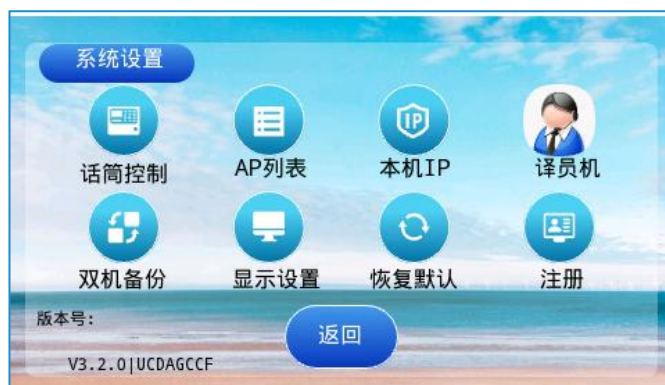 系统设置
IP
话筒控制 AP列表 本机IP 译员机
双机备份 显示设置 恢复默认 注册
版本号:
返回
V3.2.0|UCDAGCCF